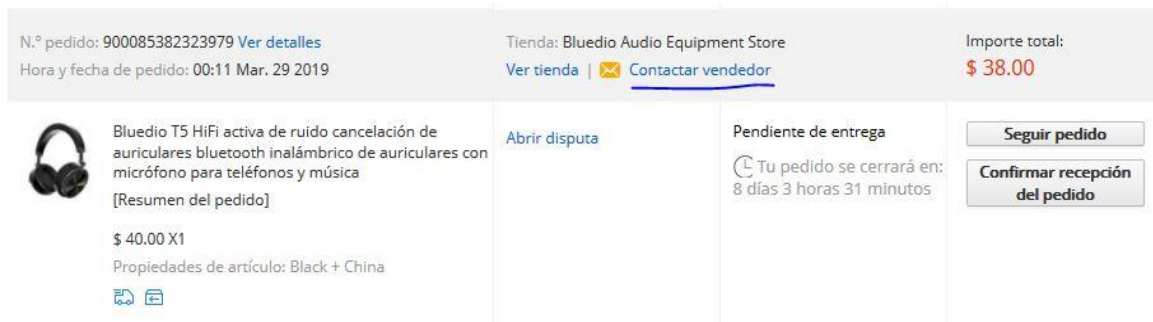 N.º pedido: 900085382323979 Ver detalles
Hora y fecha de pedido: 00:11 Mar. 29 2019
Tienda: Bluedio Audio Equipment Store
Ver tienda | Contactar vendedor
Importe total:
$ 38.00
Bluedio T5 HiFi activa de ruido cancelación de
auriculares bluetooth inalámbrico de auriculares con
micrófono para teléfonos y música
[Resumen del pedido]
$ 40.00 X1
Propiedades de artículo: Black + China
Abrir disputa
Pendiente de entrega
Tu pedido se cerrará en:
8 días 3 horas 31 minutos
Seguir pedido
Confirmar recepción
del pedido